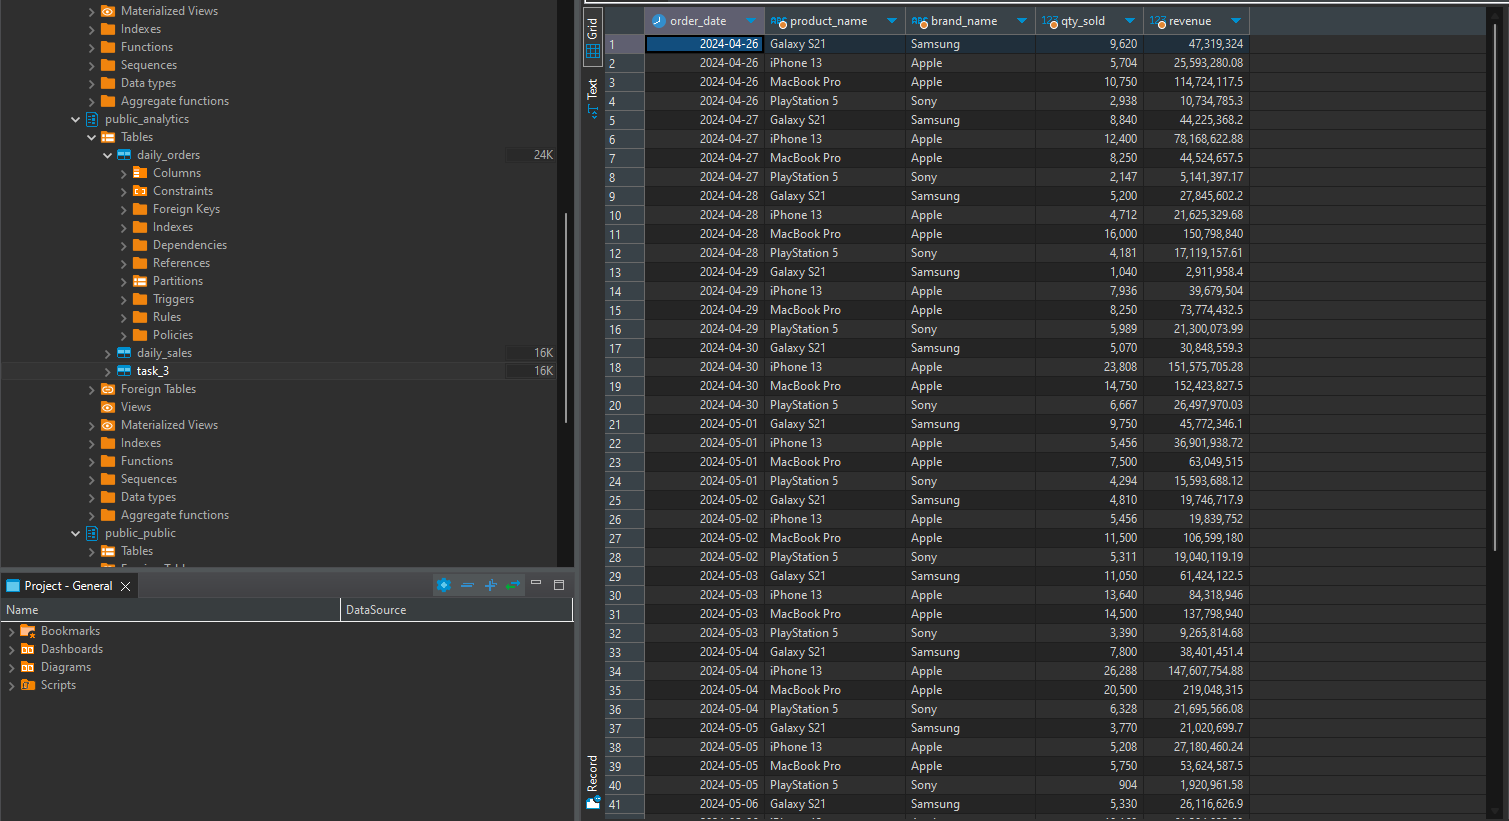 Materialized Views
Indexes
Functions
Sequences
Data types
Aggregate functions
public_analytics
Tables
daily_orders 24K
Columns
Constraints
Foreign Keys
Indexes
Dependencies
References
Partitions
Triggers
Rules
Policies
daily_sales 16K
task_3 16K
Foreign Tables
Views
Materialized Views
Indexes
Functions
Sequences
Data types
Aggregate functions
public_public
Tables
Project - General
Name DataSource
Bookmarks
Dashboards
Diagrams
Scripts
Grid
Text
Record
order_date ABC product_name ABC brand_name 123 qty_sold 123 revenue
1 2024-04-26 Galaxy S21 Samsung 9,620 47,319,324
2 2024-04-26 iPhone 13 Apple 5,704 25,593,280.08
3 2024-04-26 MacBook Pro Apple 10,750 114,724,117.5
4 2024-04-26 PlayStation 5 Sony 2,938 10,734,785.3
5 2024-04-27 Galaxy S21 Samsung 8,840 44,225,368.2
6 2024-04-27 iPhone 13 Apple 12,400 78,168,622.88
7 2024-04-27 MacBook Pro Apple 8,250 44,524,657.5
8 2024-04-27 PlayStation 5 Sony 2,147 5,141,397.17
9 2024-04-28 Galaxy S21 Samsung 5,200 27,845,602.2
10 2024-04-28 iPhone 13 Apple 4,712 21,625,329.68
11 2024-04-28 MacBook Pro Apple 16,000 150,798,840
12 2024-04-28 PlayStation 5 Sony 4,181 17,119,157.61
13 2024-04-29 Galaxy S21 Samsung 1,040 2,911,958.4
14 2024-04-29 iPhone 13 Apple 7,936 39,679,504
15 2024-04-29 MacBook Pro Apple 8,250 73,774,432.5
16 2024-04-29 PlayStation 5 Sony 5,989 21,300,073.99
17 2024-04-30 Galaxy S21 Samsung 5,070 30,848,559.3
18 2024-04-30 iPhone 13 Apple 23,808 151,575,705.28
19 2024-04-30 MacBook Pro Apple 14,750 152,423,827.5
20 2024-04-30 PlayStation 5 Sony 6,667 26,497,970.03
21 2024-05-01 Galaxy S21 Samsung 9,750 45,772,346.1
22 2024-05-01 iPhone 13 Apple 5,456 36,901,938.72
23 2024-05-01 MacBook Pro Apple 7,500 63,049,515
24 2024-05-01 PlayStation 5 Sony 4,294 15,593,688.12
25 2024-05-02 Galaxy S21 Samsung 4,810 19,746,717.9
26 2024-05-02 iPhone 13 Apple 5,456 19,839,752
27 2024-05-02 MacBook Pro Apple 11,500 106,599,180
28 2024-05-02 PlayStation 5 Sony 5,311 19,040,119.19
29 2024-05-03 Galaxy S21 Samsung 11,050 61,424,122.5
30 2024-05-03 iPhone 13 Apple 13,640 84,318,946
31 2024-05-03 MacBook Pro Apple 14,500 137,798,940
32 2024-05-03 PlayStation 5 Sony 3,390 9,265,814.68
33 2024-05-04 Galaxy S21 Samsung 7,800 38,401,451.4
34 2024-05-04 iPhone 13 Apple 26,288 147,607,754.88
35 2024-05-04 MacBook Pro Apple 20,500 219,048,315
36 2024-05-04 PlayStation 5 Sony 6,328 21,695,566.08
37 2024-05-05 Galaxy S21 Samsung 3,770 21,020,699.7
38 2024-05-05 iPhone 13 Apple 5,208 27,180,460.24
39 2024-05-05 MacBook Pro Apple 5,750 53,624,587.5
40 2024-05-05 PlayStation 5 Sony 904 1,920,961.58
41 2024-05-06 Galaxy S21 Samsung 5,330 26,116,626.9